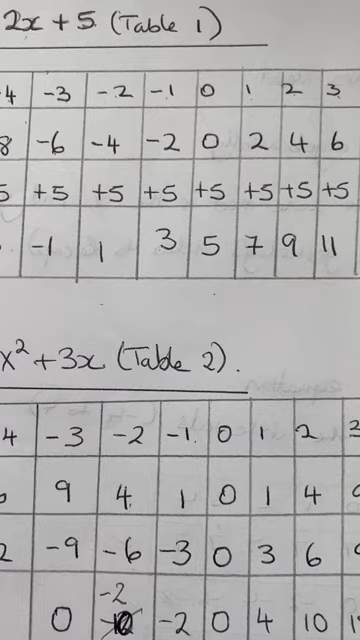 2x + 5 (Table 1)
-4 -3 -2 -1 0 1 2 3
8 -6 -4 -2 0 2 4 6
5 +5 +5 +5 +5 +5 +5 +5
-1 1 3 5 7 9 11
x² + 3x (Table 2).
4 -3 -2 -1 0 1 2 3
9 4 1 0 1 4
2 -9 -6 -3 0 3 6
-2
0 -2 0 4 10